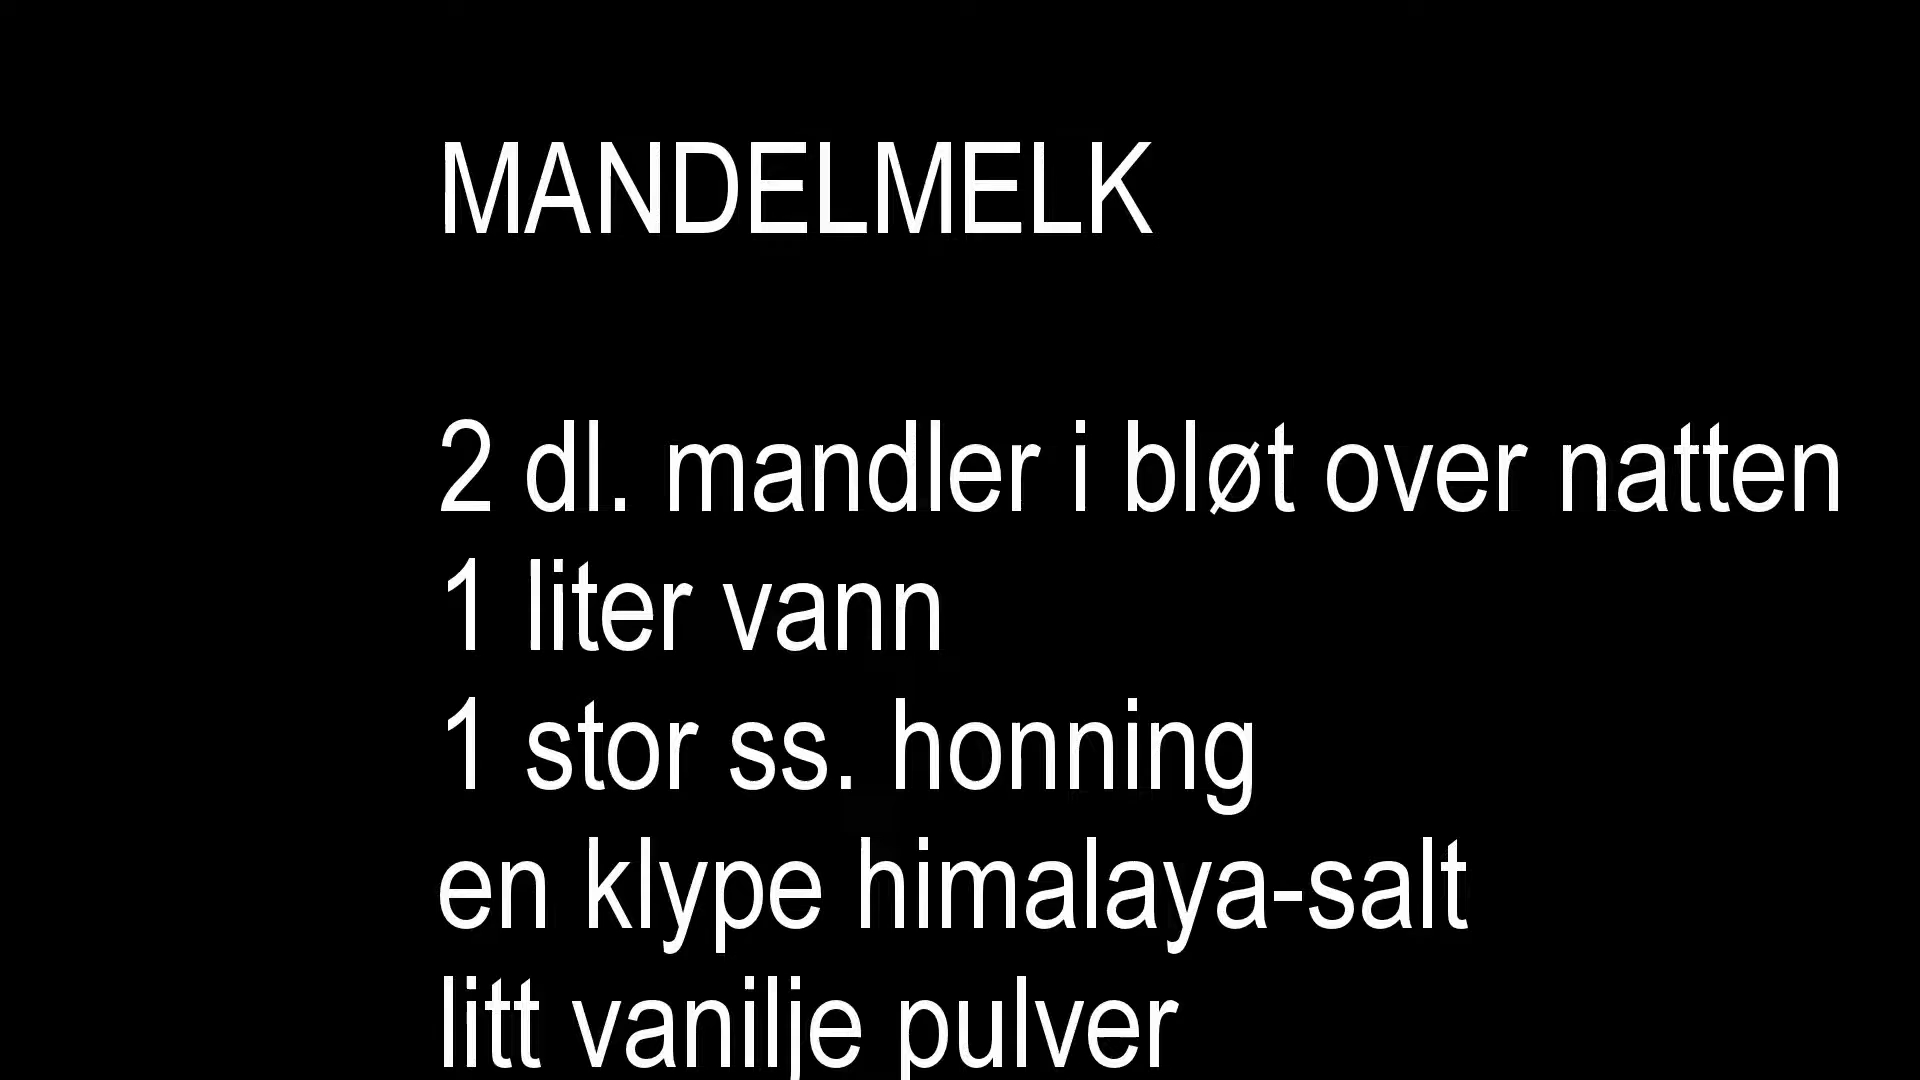 MANDELMELK
2 dl. mandler i bløt over natten
1 liter vann
1 stor ss. honning
en klype himalaya-salt
litt vanilje pulver